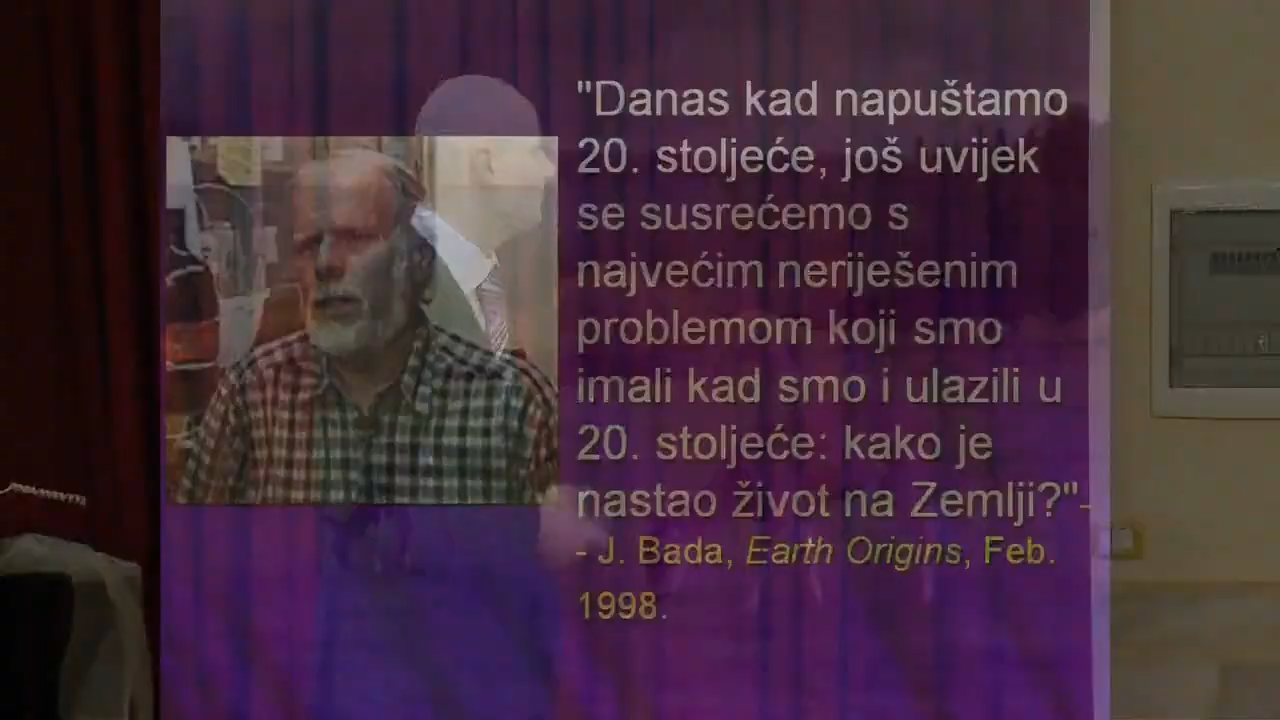 "Danas kad napuštamo
20. stoljeće, još uvijek
se susrećemo s
najvećim neriješenim
problemom koji smo
imali kad smo i ulazili u
20. stoljeće: kako je
nastao život na Zemlji?"-
- J. Bada, Earth Origins, Feb.
1998.